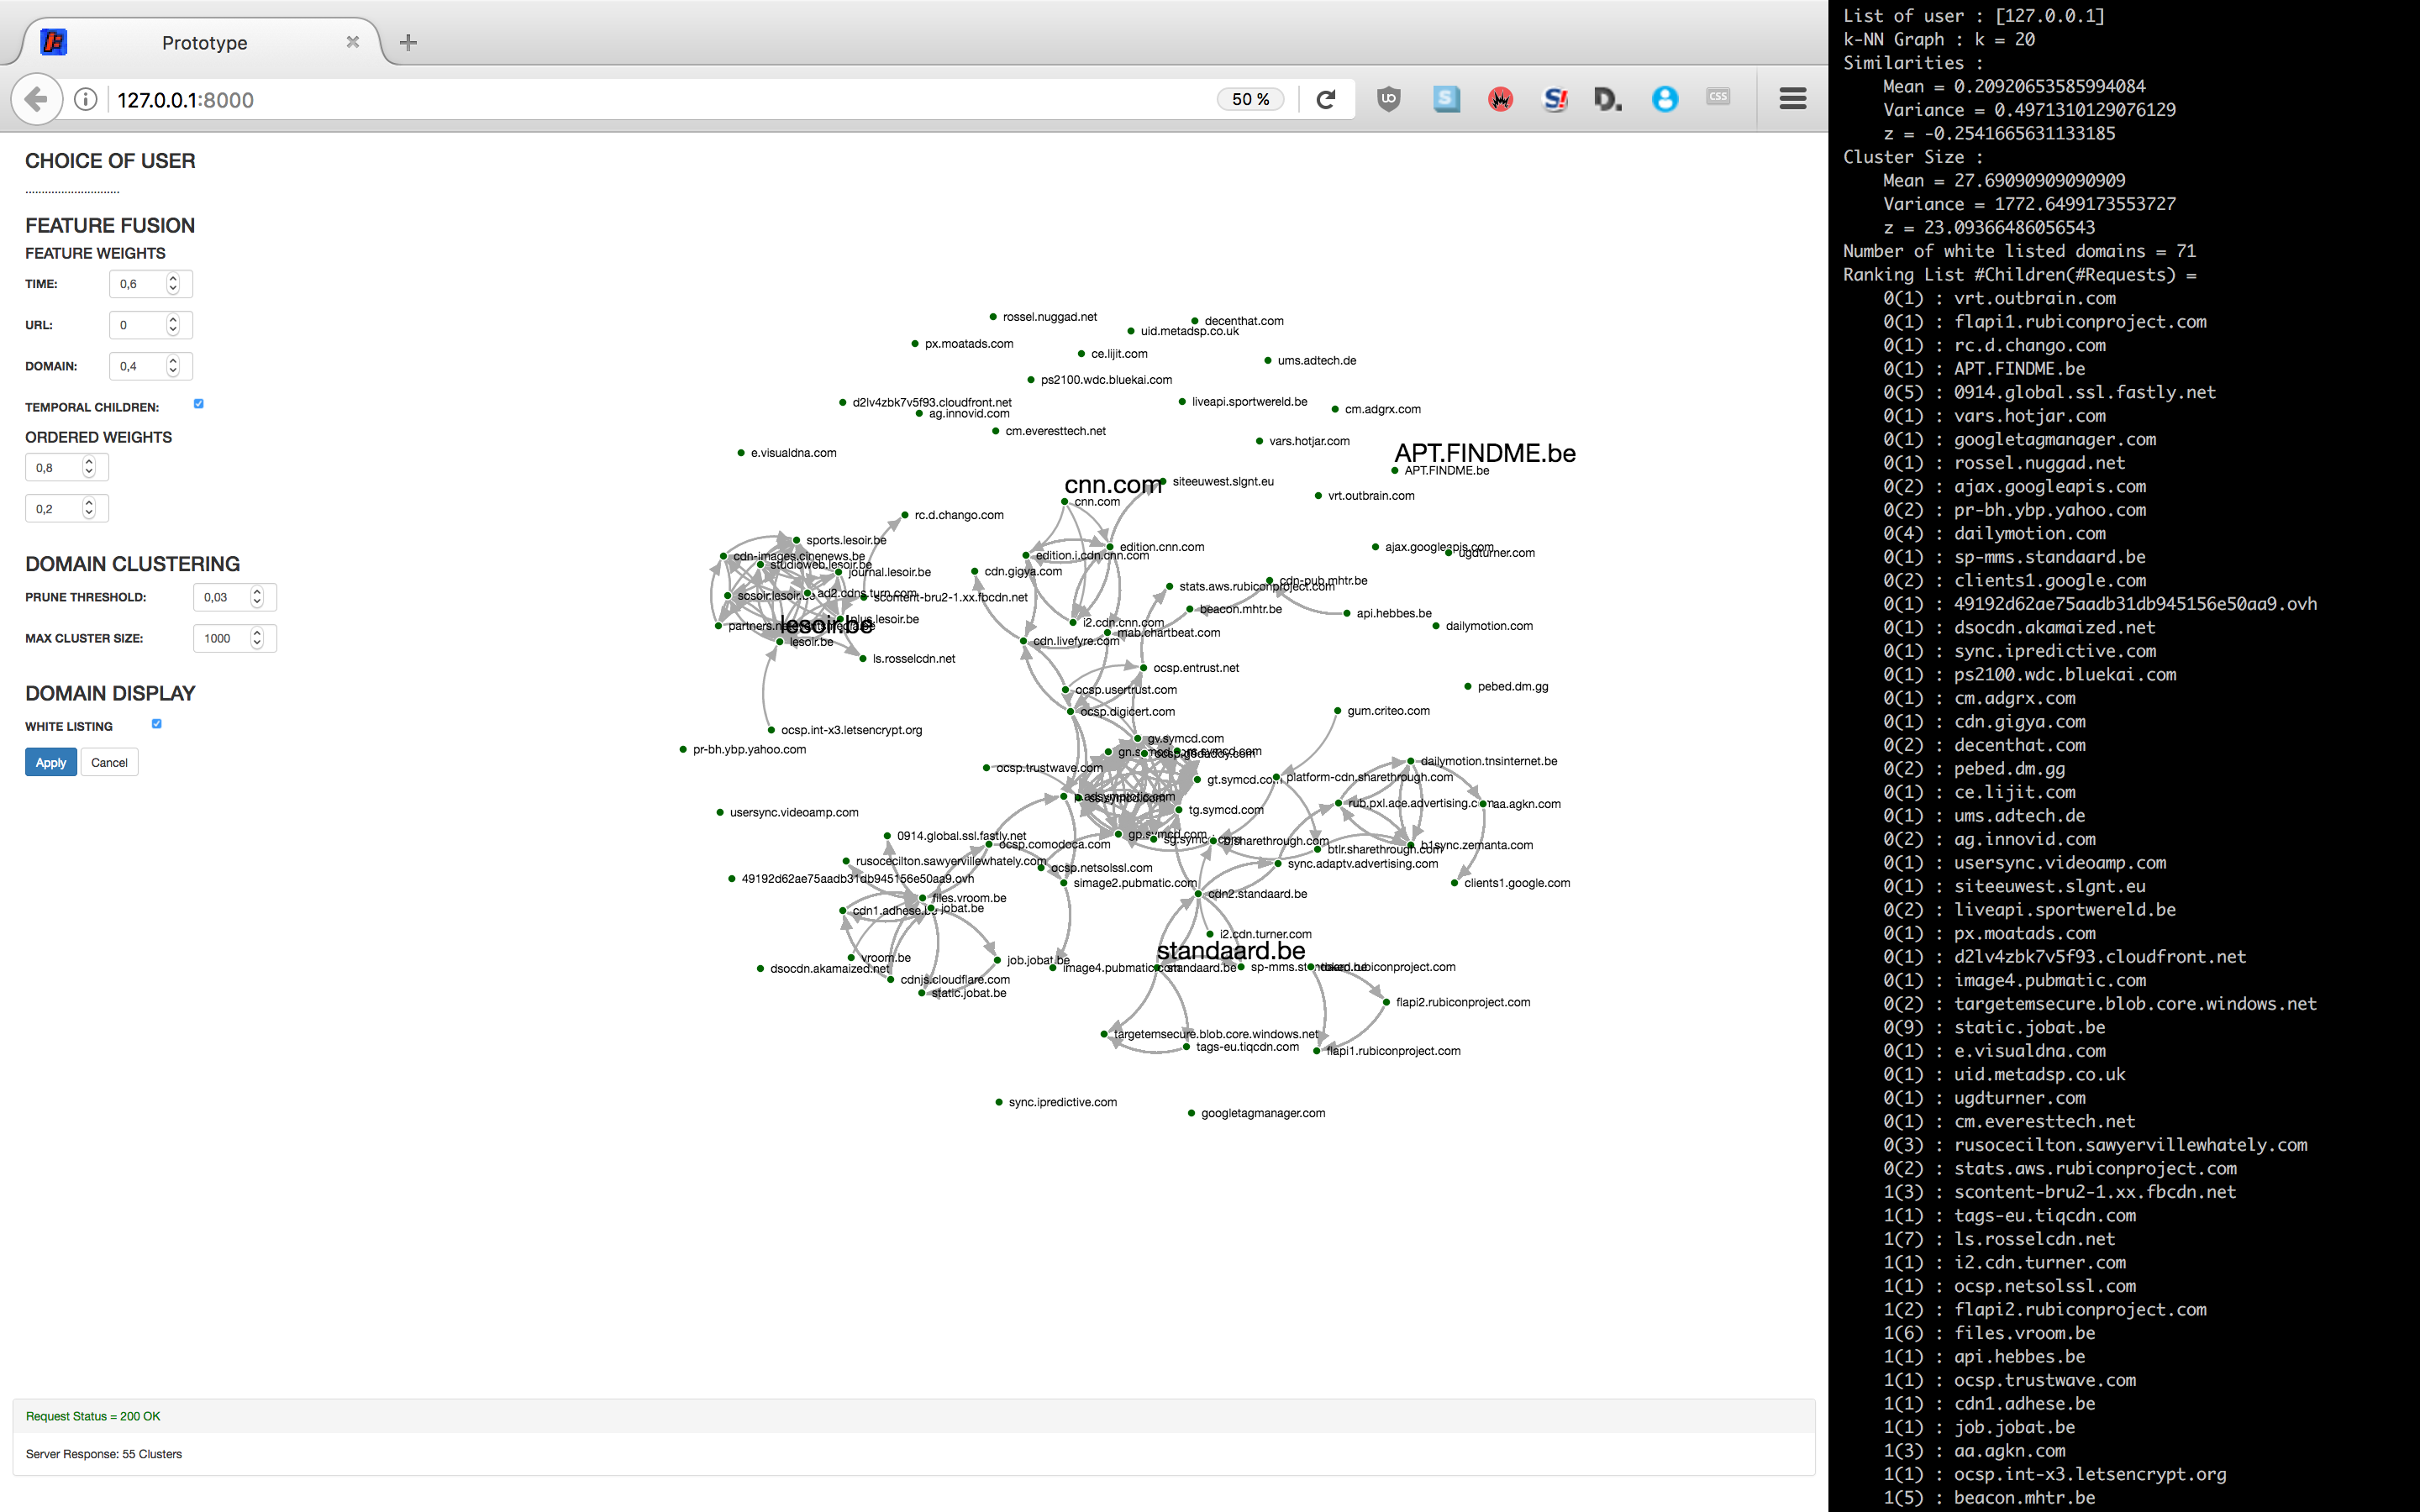 Prototype
127.0.0.1:8000
50 %
CHOICE OF USER
............................
FEATURE FUSION
FEATURE WEIGHTS
TIME: 0,6
URL: 0
DOMAIN: 0,4
TEMPORAL CHILDREN:
ORDERED WEIGHTS
0,8
0,2
DOMAIN CLUSTERING
PRUNE THRESHOLD: 0,03
MAX CLUSTER SIZE: 1000
DOMAIN DISPLAY
WHITE LISTING
Apply Cancel
rossel.nuggad.net
decenthat.com
uid.metadsp.co.uk
px.moatads.com
ce.lijit.com
ums.adtech.de
ps2100.wdc.bluekai.com
d2lv4zbk7v5f93.cloudfront.net
liveapi.sportwereld.be
ag.innovid.com
cm.adgrx.com
cm.everesttech.net
vars.hotjar.com
e.visualdna.com
APT.FINDME.be
APT.FINDME.be
cnn.com
siteeuwest.slgnt.eu
cnn.com
vrt.outbrain.com
rc.d.chango.com
sports.lesoir.be
edition.cnn.com
ajax.googleapis.com
ugdturner.com
cdn-images.cinenews.be
edition.i.cdn.cnn.com
studioweb.lesoir.be
journal.lesoir.be
cdn.gigya.com
cdn-pub.mhtr.be
stats.aws.rubiconproject.com
sosoir.lesoir.be
ad2.cdns.turn.com
scontent-bru2-1.xx.fbcdn.net
beacon.mhtr.be
api.hebbes.be
plus.lesoir.be
i2.cdn.cnn.com
lesoir.be
mab.chartbeat.com
dailymotion.com
lesoir.be
cdn.livefyre.com
ls.rosselcdn.net
ocsp.entrust.net
ocsp.usertrust.com
pebed.dm.gg
ocsp.digicert.com
gum.criteo.com
ocsp.int-x3.letsencrypt.org
gv.symcd.com
pr-bh.ybp.yahoo.com
ocsp.godaddy.com
dailymotion.tnsinternet.be
ocsp.trustwave.com
gt.symcd.com
platform-cdn.sharethrough.com
rub.pxl.ace.advertising.com
aa.agkn.com
tg.symcd.com
usersync.videoamp.com
0914.global.ssl.fastly.net
gp.symcd.com
ocsp.comodoca.com
btlr.sharethrough.com
b1sync.zemanta.com
rusocecilton.sawyervillewhately.com
sync.adaptv.advertising.com
ocsp.netsolssl.com
49192d62ae75aadb31db945156e50aa9.ovh
simage2.pubmatic.com
clients1.google.com
cdn2.standaard.be
files.vroom.be
cdn1.adhese.be
jobat.be
i2.cdn.turner.com
standaard.be
vroom.be
job.jobat.be
dsocdn.akamaized.net
image4.pubmatic.com
standaard.be
sp-mms.standaard.be
cdnjs.cloudflare.com
static.jobat.be
flapi2.rubiconproject.com
targetemsecure.blob.core.windows.net
tags-eu.tiqcdn.com
flapi1.rubiconproject.com
sync.ipredictive.com
googletagmanager.com
Request Status = 200 OK
Server Response: 55 Clusters
List of user : [127.0.0.1]
k-NN Graph : k = 20
Similarities :
Mean = 0.20920653585994084
Variance = 0.4971310129076129
z = -0.2541665631133185
Cluster Size :
Mean = 27.69090909090909
Variance = 1772.6499173553727
z = 23.09366486056543
Number of white listed domains = 71
Ranking List #Children(#Requests) =
0(1) : vrt.outbrain.com
0(1) : flapi1.rubiconproject.com
0(1) : rc.d.chango.com
0(1) : APT.FINDME.be
0(5) : 0914.global.ssl.fastly.net
0(1) : vars.hotjar.com
0(1) : googletagmanager.com
0(1) : rossel.nuggad.net
0(2) : ajax.googleapis.com
0(2) : pr-bh.ybp.yahoo.com
0(4) : dailymotion.com
0(1) : sp-mms.standaard.be
0(2) : clients1.google.com
0(1) : 49192d62ae75aadb31db945156e50aa9.ovh
0(1) : dsocdn.akamaized.net
0(1) : sync.ipredictive.com
0(1) : ps2100.wdc.bluekai.com
0(1) : cm.adgrx.com
0(1) : cdn.gigya.com
0(2) : decenthat.com
0(2) : pebed.dm.gg
0(1) : ce.lijit.com
0(1) : ums.adtech.de
0(2) : ag.innovid.com
0(1) : usersync.videoamp.com
0(1) : siteeuwest.slgnt.eu
0(2) : liveapi.sportwereld.be
0(1) : px.moatads.com
0(1) : d2lv4zbk7v5f93.cloudfront.net
0(1) : image4.pubmatic.com
0(2) : targetemsecure.blob.core.windows.net
0(9) : static.jobat.be
0(1) : e.visualdna.com
0(1) : uid.metadsp.co.uk
0(1) : ugdturner.com
0(1) : cm.everesttech.net
0(3) : rusocecilton.sawyervillewhately.com
0(2) : stats.aws.rubiconproject.com
1(3) : scontent-bru2-1.xx.fbcdn.net
1(1) : tags-eu.tiqcdn.com
1(7) : ls.rosselcdn.net
1(1) : i2.cdn.turner.com
1(1) : ocsp.netsolssl.com
1(2) : flapi2.rubiconproject.com
1(6) : files.vroom.be
1(1) : api.hebbes.be
1(1) : ocsp.trustwave.com
1(1) : cdn1.adhese.be
1(1) : job.jobat.be
1(3) : aa.agkn.com
1(1) : ocsp.int-x3.letsencrypt.org
1(5) : beacon.mhtr.be